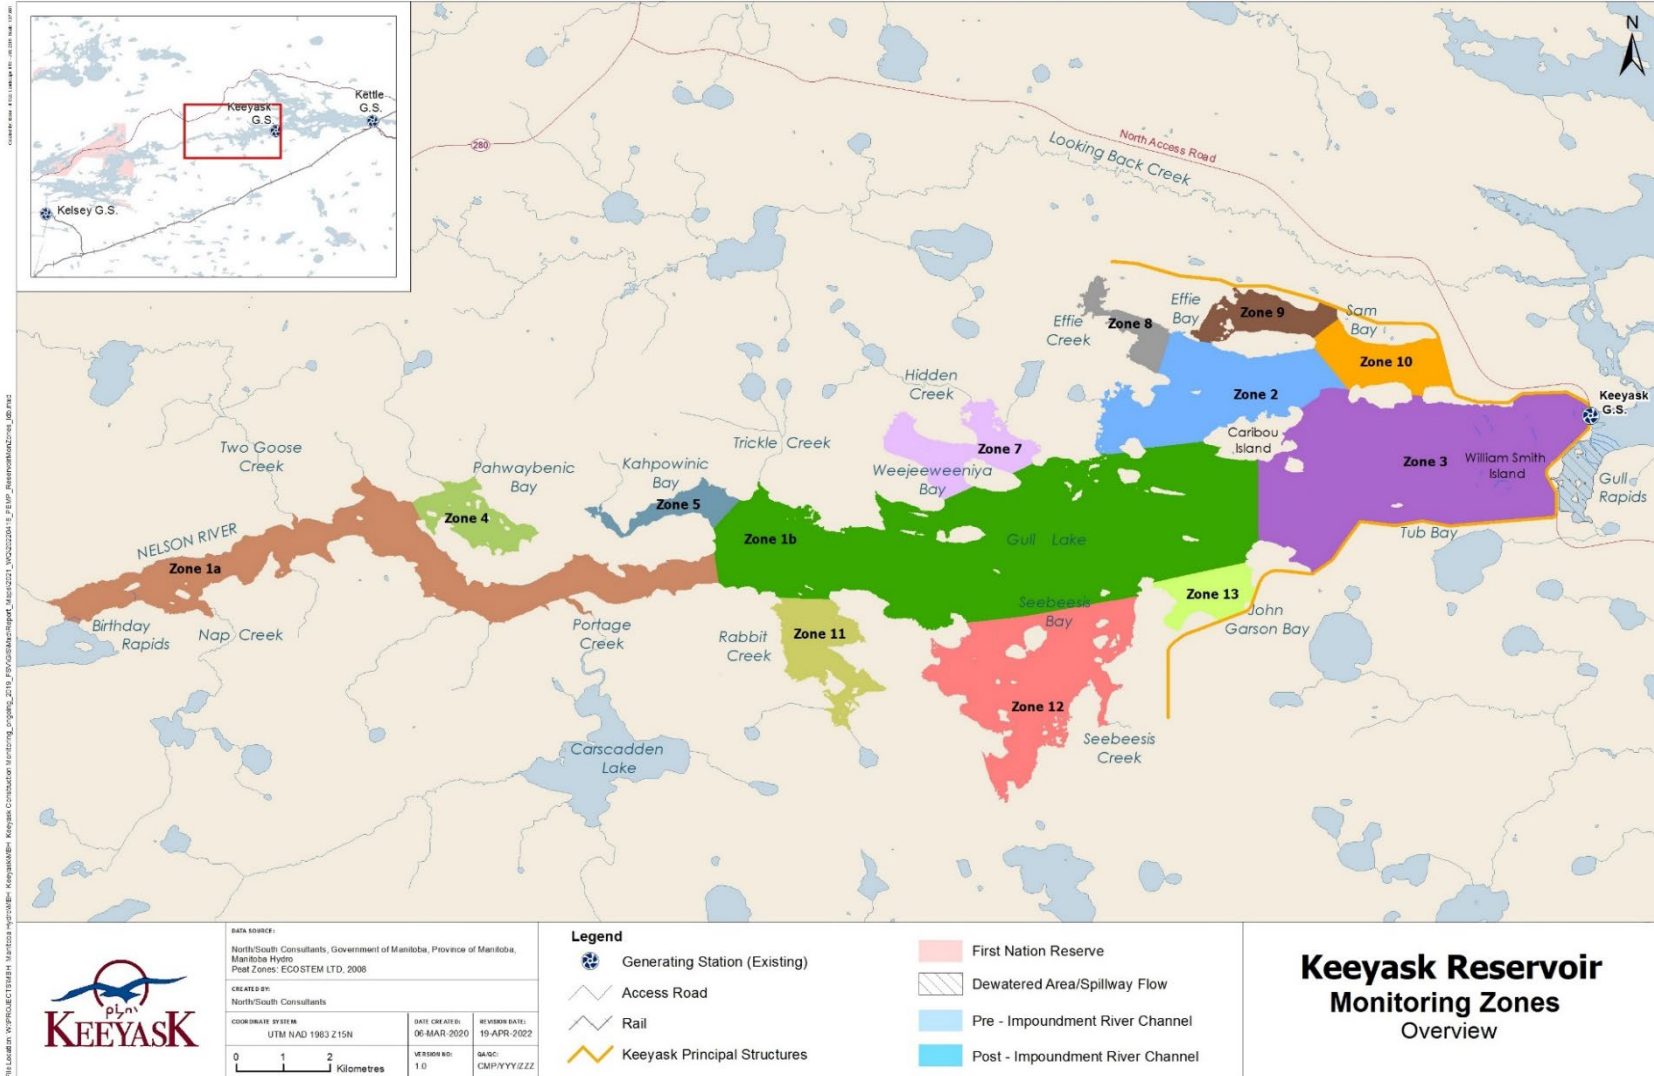 N
Kettle
G.S.
Keeyask
G.S.
Kelsey G.S.
280
North Access Road
Looking Back Creek
Effie
Bay
Zone 9
Sam
Bay
Effie
Creek
Zone 8
Zone 10
Hidden
Creek
Zone 2
Keeyask
G.S.
Two Goose
Creek
Trickle Creek
Caribou
Island
Zone 7
Zone 3
William Smith
Island
Pahwaybenic
Bay
Kahpowinic
Bay
Weejeeweeniya
Bay
Gull
Rapids
Zone 4
Zone 5
NELSON RIVER
Zone 1b
Gull Lake
Tub Bay
Zone 1a
Zone 13
Birthday
Rapids
Nap Creek
Portage
Creek
Rabbit
Creek
Zone 11
Seebeesis
Bay
John
Garson Bay
Zone 12
Seebeesis
Creek
Carscadden
Lake
KEEYASK
DATA SOURCE:
North/South Consultants, Government of Manitoba, Province of Manitoba,
Manitoba Hydro
Peat Zones: ECOSTEM LTD, 2008
CREATED BY:
North/South Consultants
COORDINATE SYSTEM:
UTM NAD 1983 Z15N
DATE CREATED:
06-MAR-2020
REVISION DATE:
19-APR-2022
0 1 2
Kilometres
VERSION NO:
1.0
QA/QC:
CMP/YYY/ZZZ
Legend
Generating Station (Existing)
Access Road
Rail
Keeyask Principal Structures
First Nation Reserve
Dewatered Area/Spillway Flow
Pre - Impoundment River Channel
Post - Impoundment River Channel
Keeyask Reservoir
Monitoring Zones
Overview